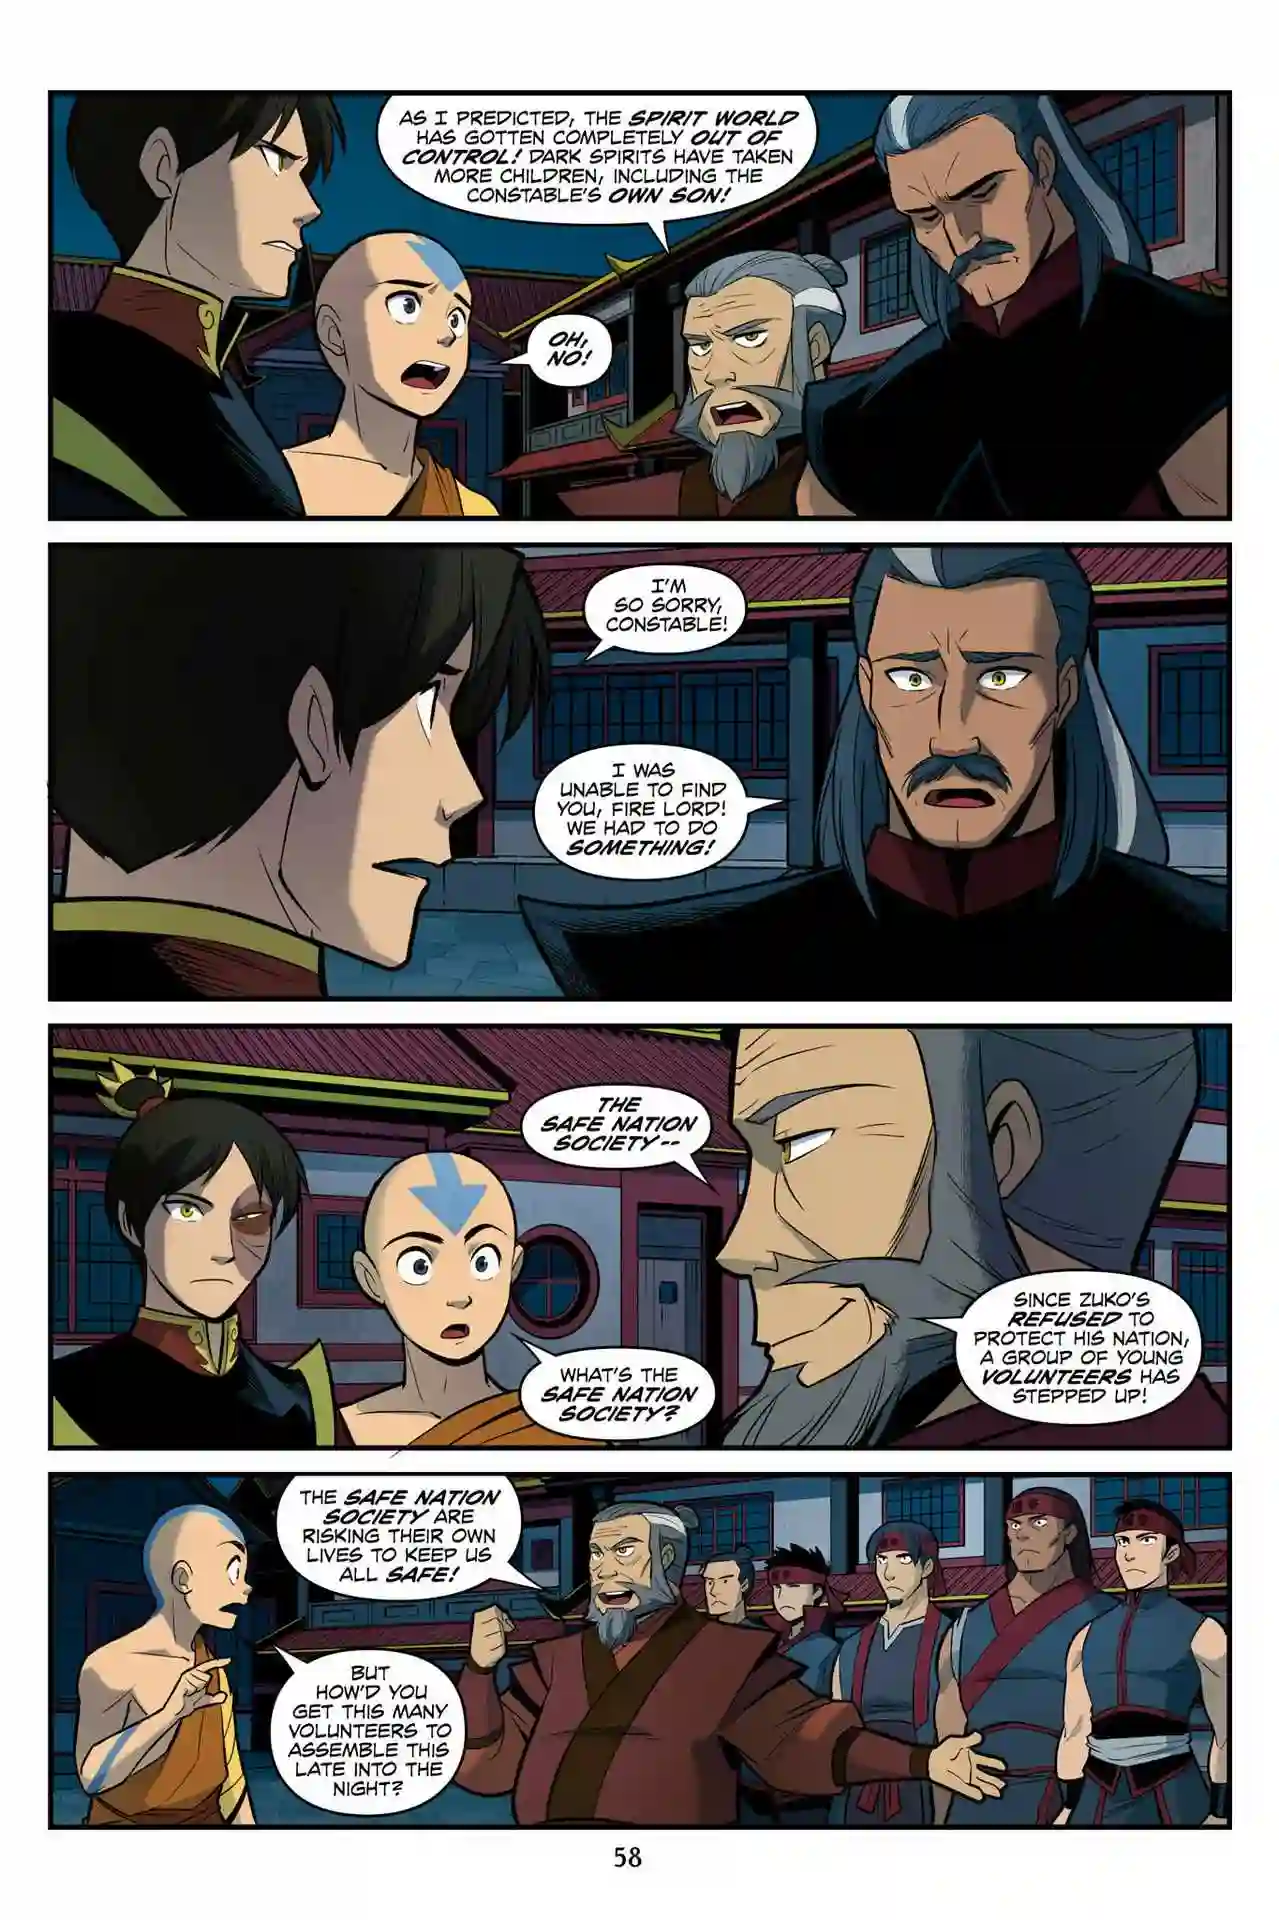 AS I PREDICTED, THE SPIRIT WORLD
HAS GOTTEN COMPLETELY OUT OF
CONTROL! DARK SPIRITS HAVE TAKEN
MORE CHILDREN, INCLUDING THE
CONSTABLE'S OWN SON!
OH,
NO!
I'M
SO SORRY,
CONSTABLE!
I WAS
UNABLE TO FIND
YOU, FIRE LORD!
WE HAD TO DO
SOMETHING!
THE
SAFE NATION
SOCIETY--
WHAT'S THE
SAFE NATION
SOCIETY?
SINCE ZUKO'S
REFUSED TO
PROTECT HIS NATION,
A GROUP OF YOUNG
VOLUNTEERS HAS
STEPPED UP!
THE SAFE NATION
SOCIETY ARE
RISKING THEIR OWN
LIVES TO KEEP US
ALL SAFE!
BUT
HOW'D YOU
GET THIS MANY
VOLUNTEERS TO
ASSEMBLE THIS
LATE INTO THE
NIGHT?
58